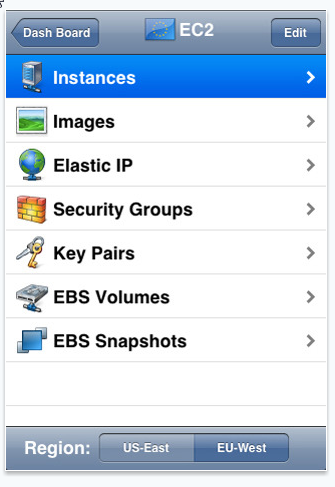 Dash Board
EC2
Edit
Instances
Images
Elastic IP
Security Groups
Key Pairs
EBS Volumes
EBS Snapshots
Region:
US-East
EU-West